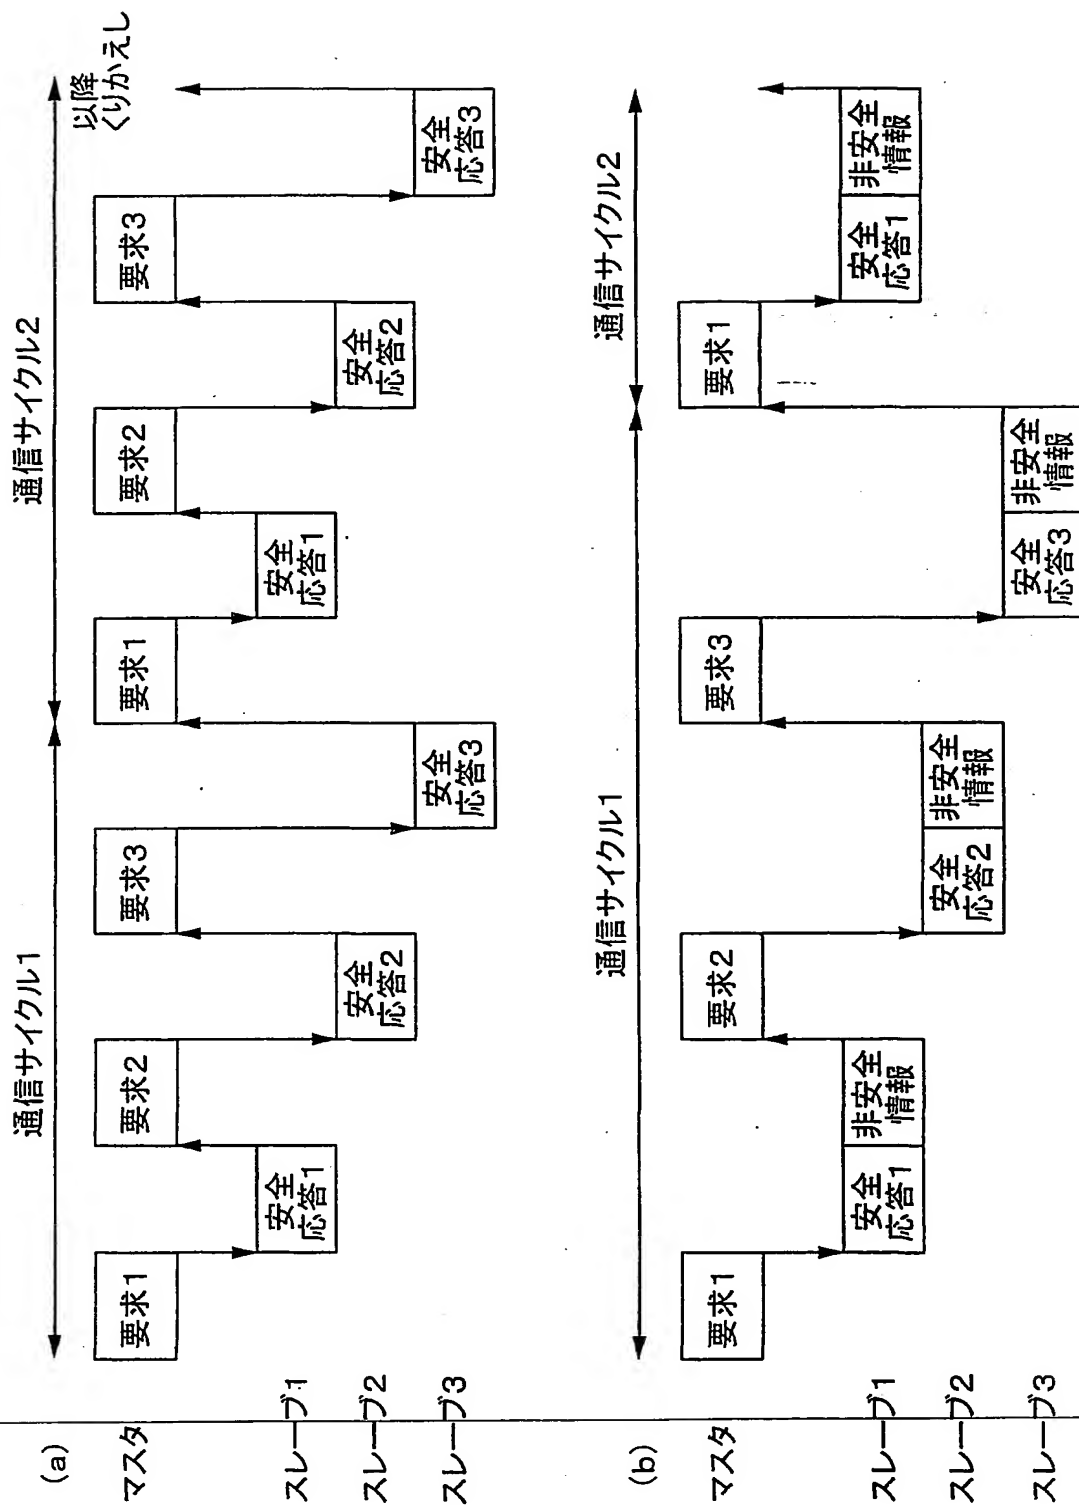 (a)
通信サイクル1
通信サイクル2
以降
くりかえし
マスタ
要求1
要求2
要求3
要求1
要求2
要求3
スレーブ1
安全
応答1
安全
応答1
スレーブ2
安全
応答2
安全
応答2
スレーブ3
安全
応答3
安全
応答3
(b)
通信サイクル1
通信サイクル2
マスタ
要求1
要求2
要求3
要求1
スレーブ1
安全
応答1
非安全
情報
安全
応答1
非安全
情報
スレーブ2
安全
応答2
非安全
情報
スレーブ3
安全
応答3
非安全
情報